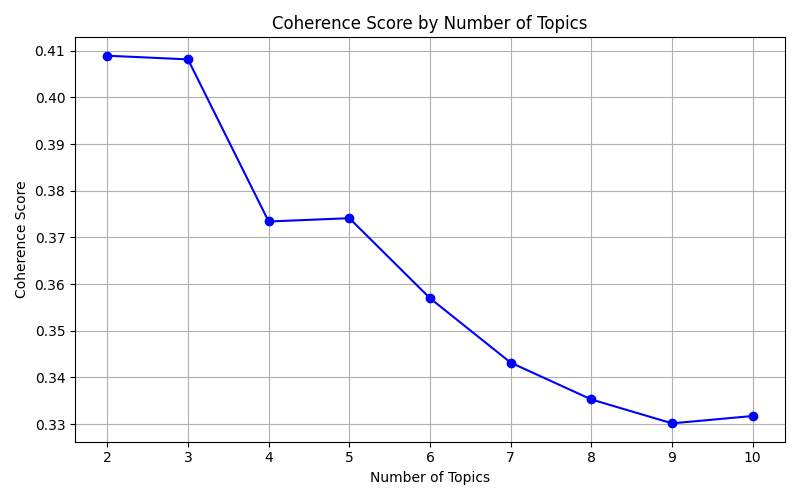 Coherence Score by Number of Topics
0.41
0.40
0.39
0.38
0.37
0.36
0.35
0.34
0.33
Coherence Score
2 3 4 5 6 7 8 9 10
Number of Topics